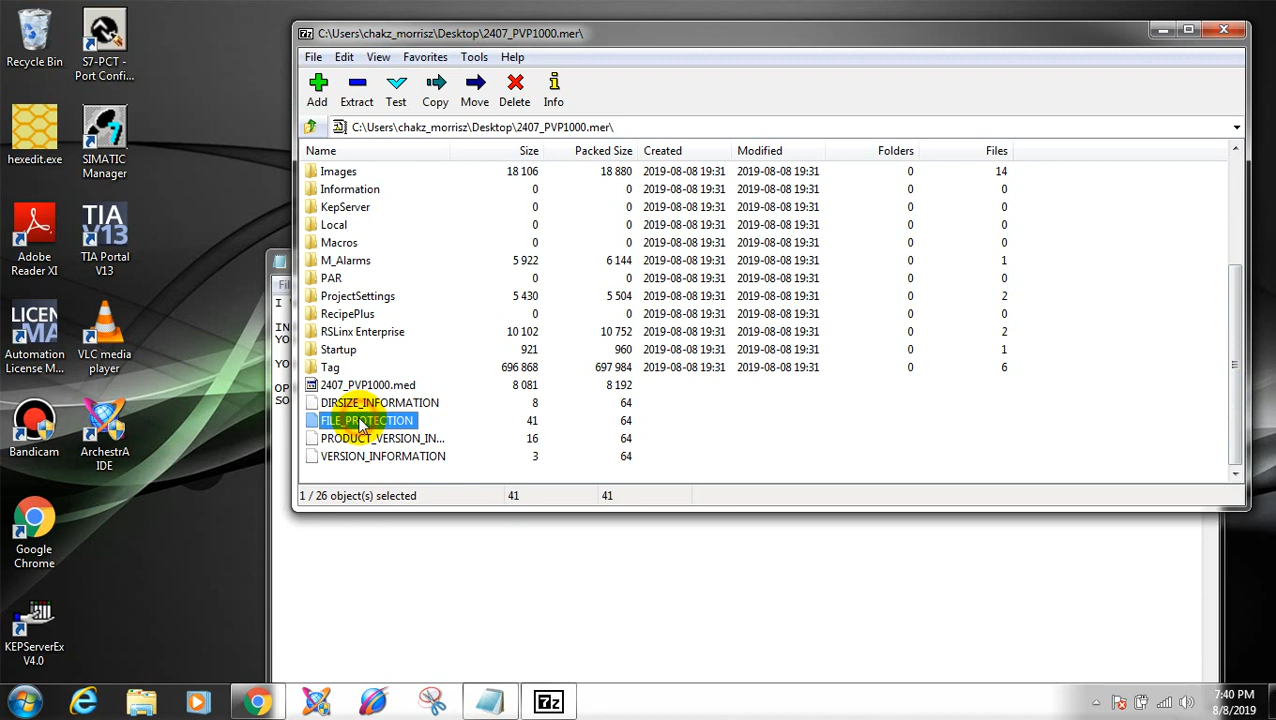 Recycle Bin
S7-PCT -
Port Confi...
hexedit.exe
SIMATIC
Manager
Adobe
Reader XI
TIA
V13
TIA Portal
V13
LICEN
MA
Automation
License M...
VLC media
player
Bandicam
ArchestrA
IDE
Google
Chrome
KEPServerEx
V4.0
7z C:\Users\chakz_morrisz\Desktop\2407_PVP1000.mer\
File Edit View Favorites Tools Help
Add Extract Test Copy Move Delete Info
C:\Users\chakz_morrisz\Desktop\2407_PVP1000.mer\
Name Size Packed Size Created Modified Folders Files
Images 18 106 18 880 2019-08-08 19:31 2019-08-08 19:31 0 14
Information 0 0 2019-08-08 19:31 2019-08-08 19:31 0 0
KepServer 0 0 2019-08-08 19:31 2019-08-08 19:31 0 0
Local 0 0 2019-08-08 19:31 2019-08-08 19:31 0 0
Macros 0 0 2019-08-08 19:31 2019-08-08 19:31 0 0
M_Alarms 5 922 6 144 2019-08-08 19:31 2019-08-08 19:31 0 1
PAR 0 0 2019-08-08 19:31 2019-08-08 19:31 0 0
ProjectSettings 5 430 5 504 2019-08-08 19:31 2019-08-08 19:31 0 2
RecipePlus 0 0 2019-08-08 19:31 2019-08-08 19:31 0 0
RSLinx Enterprise 10 102 10 752 2019-08-08 19:31 2019-08-08 19:31 0 2
Startup 921 960 2019-08-08 19:31 2019-08-08 19:31 0 1
Tag 696 868 697 984 2019-08-08 19:31 2019-08-08 19:31 0 6
2407_PVP1000.med 8 081 8 192
DIRSIZE_INFORMATION 8 64
FILE_PROTECTION 41 64
PRODUCT_VERSION_IN... 16 64
VERSION_INFORMATION 3 64
1 / 26 object(s) selected 41 41
Fi
I
IN
YO
YO
OP
SO
7z
7:40 PM
8/8/2019